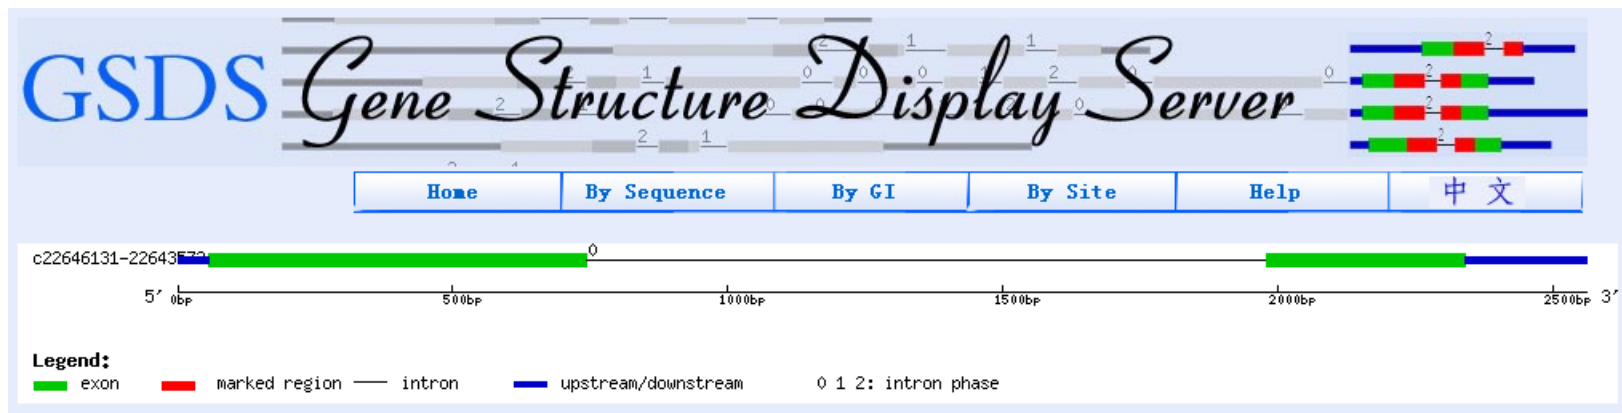 GSDS Gene Structure Display Server
Home By Sequence By GI By Site Help 中 文
0
5′ 0bp 500bp 1000bp 1500bp 2000bp 2500bp 3′
Legend:
exon marked region intron upstream/downstream 0 1 2: intron phase